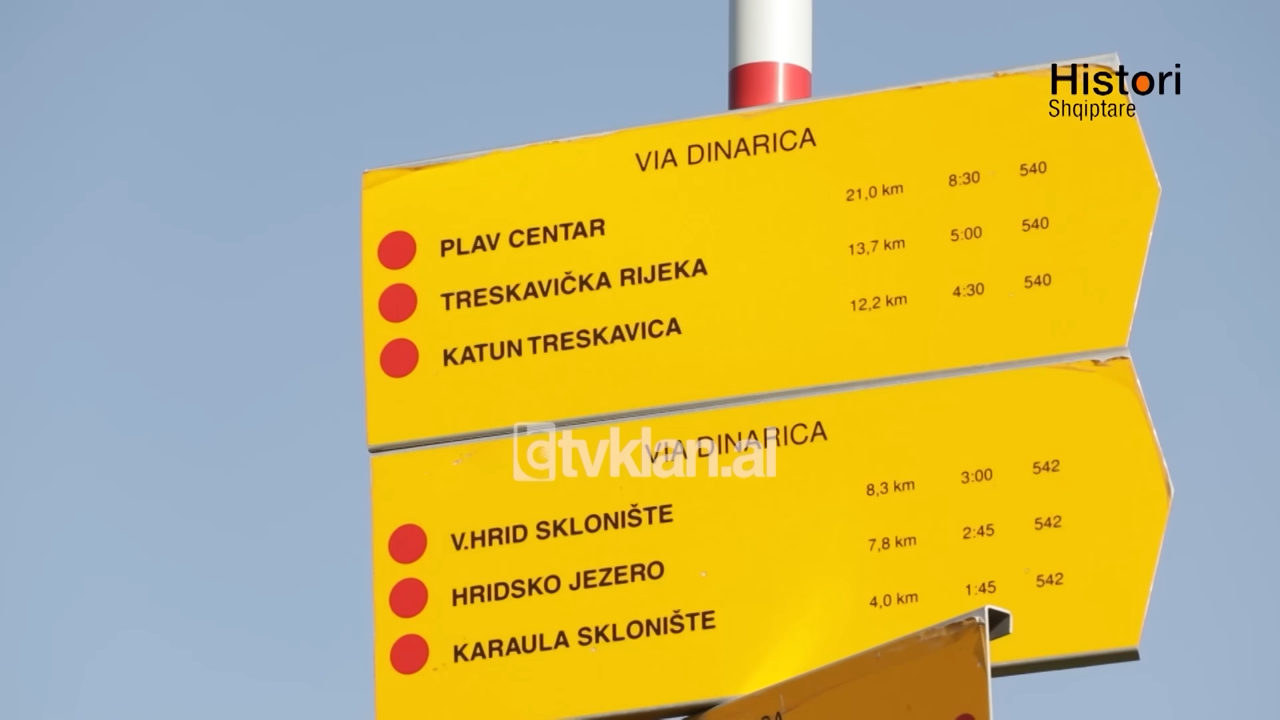 Histori
Shqiptare
VIA DINARICA
PLAV CENTAR 21,0 km 8:30 540
TRESKAVIČKA RIJEKA 13,7 km 5:00 540
KATUN TRESKAVICA 12,2 km 4:30 540
VIA DINARICA
tvklan.al
V.HRID SKLONIŠTE 8,3 km 3:00 542
HRIDSKO JEZERO 7,8 km 2:45 542
KARAULA SKLONIŠTE 4,0 km 1:45 542